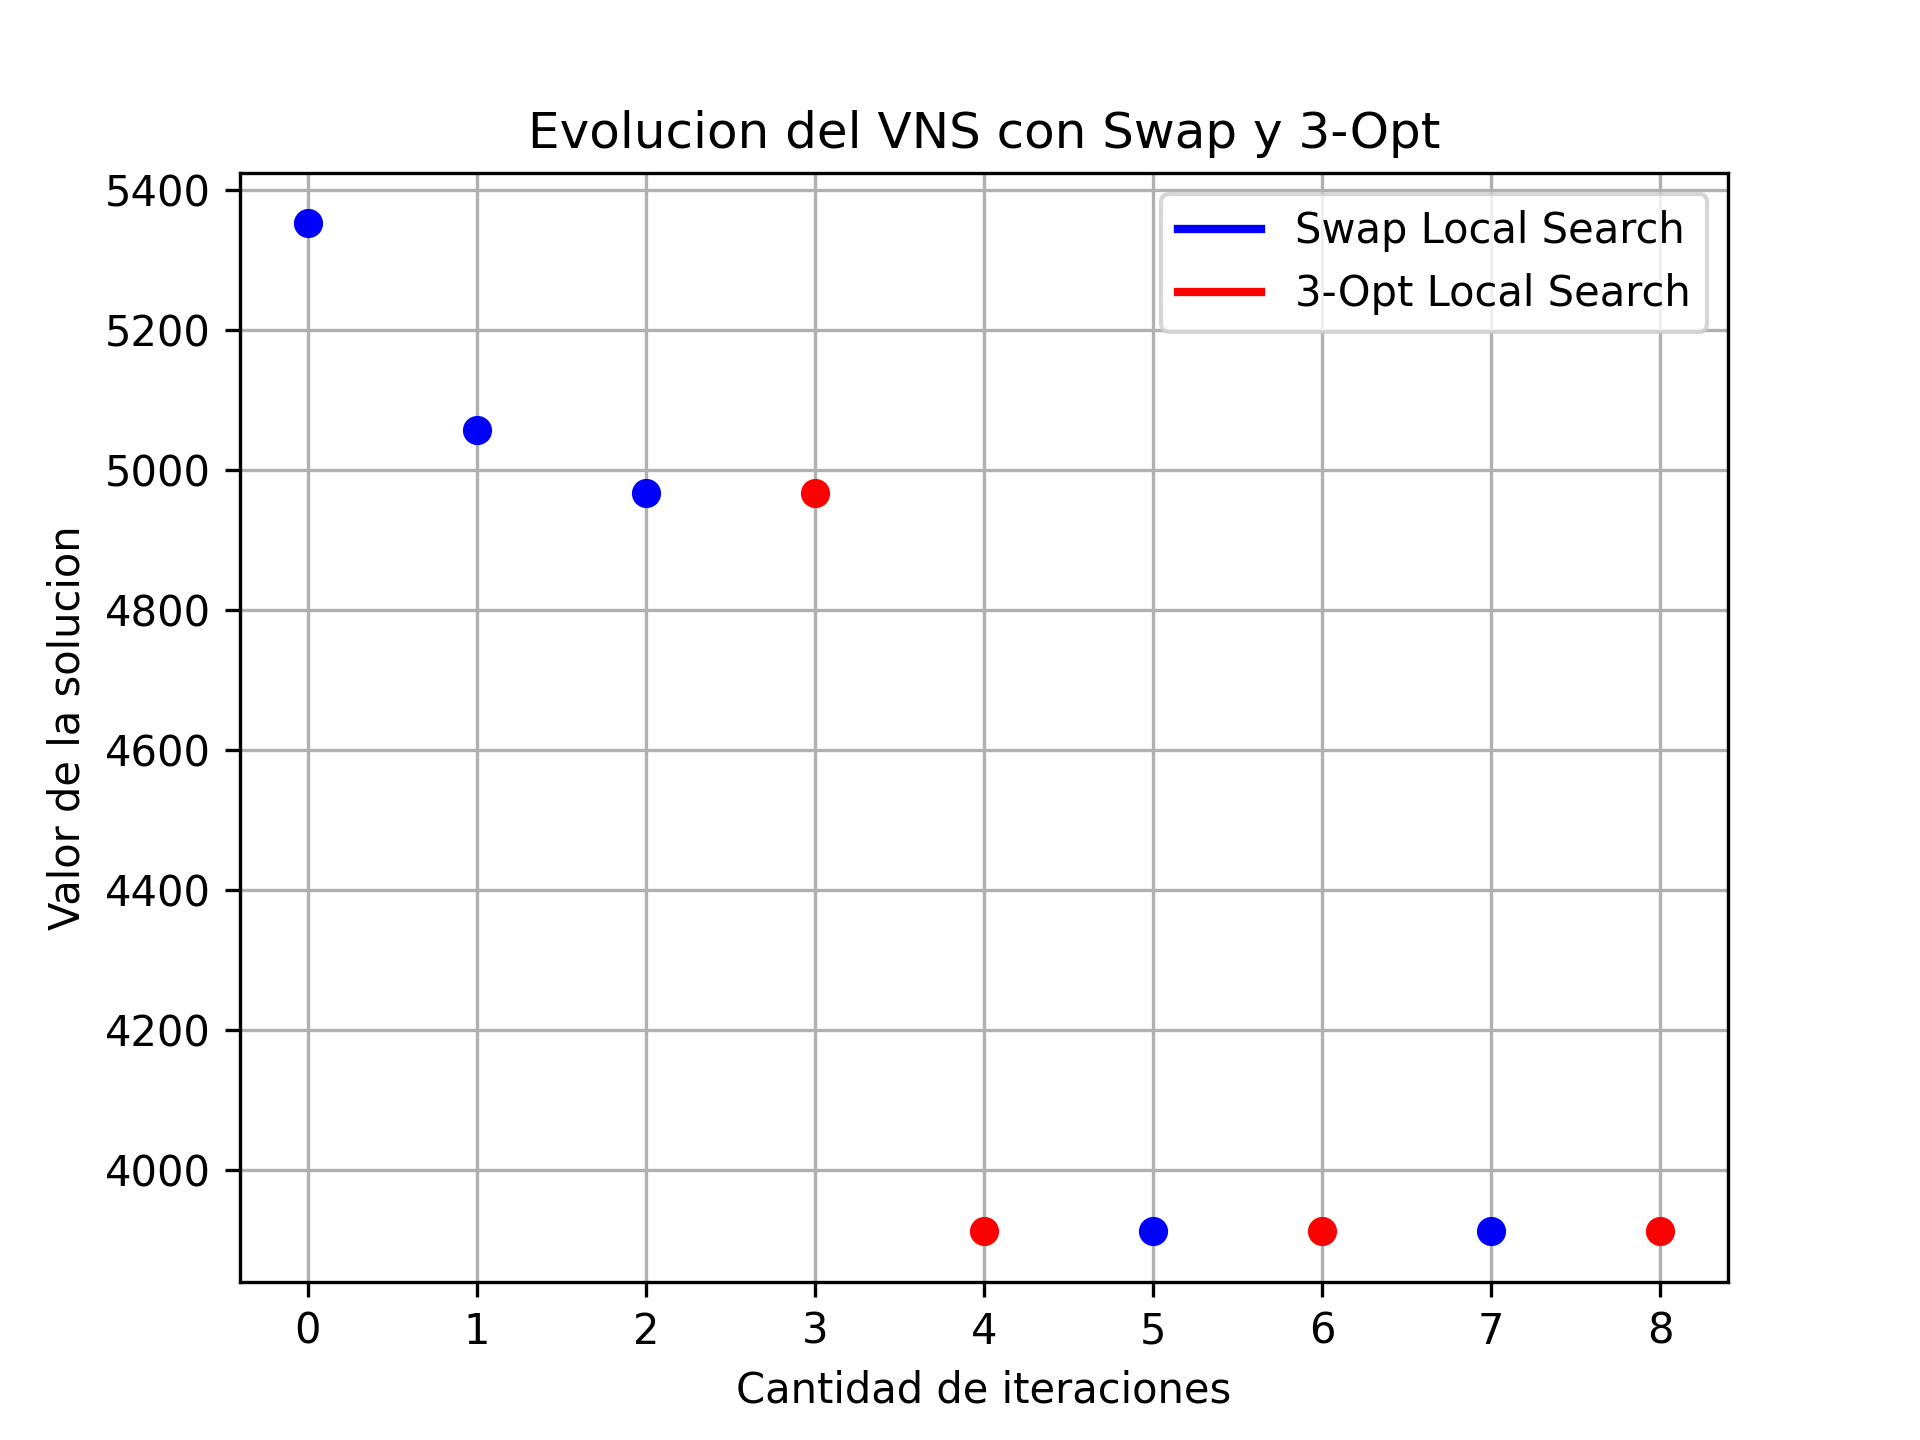 Evolucion del VNS con Swap y 3-Opt
Swap Local Search
3-Opt Local Search
Valor de la solucion
5400
5200
5000
4800
4600
4400
4200
4000
0 1 2 3 4 5 6 7 8
Cantidad de iteraciones